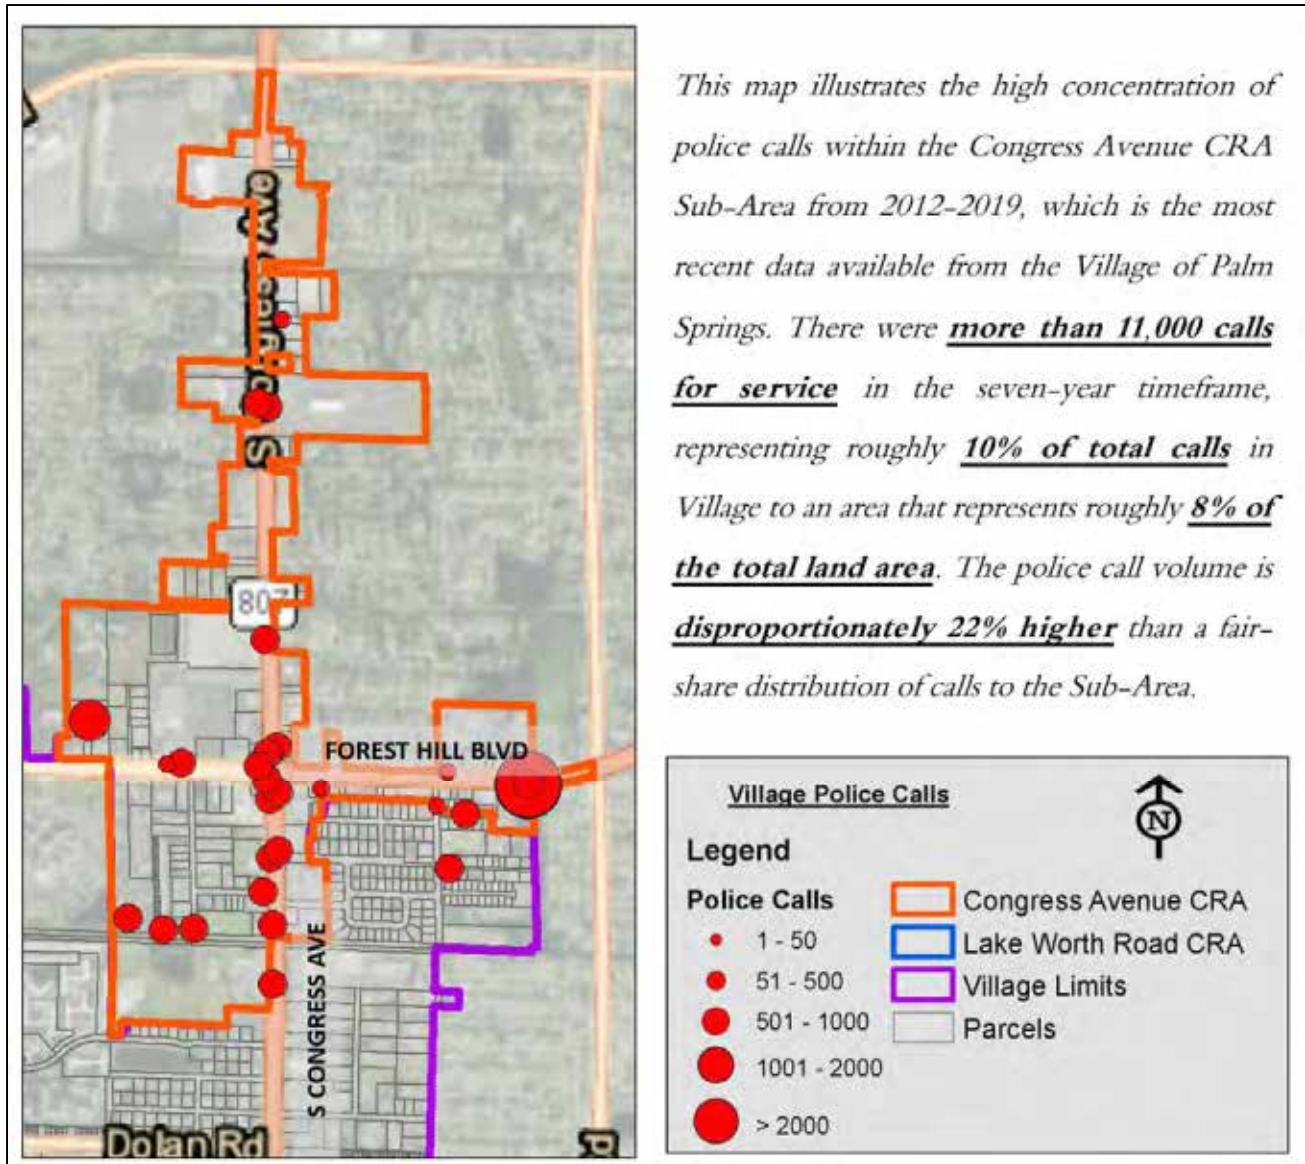 S Congress Ave
807
FOREST HILL BLVD
S CONGRESS AVE
Dolan Rd
This map illustrates the high concentration of
police calls within the Congress Avenue CRA
Sub-Area from 2012-2019, which is the most
recent data available from the Village of Palm
Springs. There were more than 11,000 calls
for service in the seven-year timeframe,
representing roughly 10% of total calls in
Village to an area that represents roughly 8% of
the total land area. The police call volume is
disproportionately 22% higher than a fair-
share distribution of calls to the Sub-Area.
Village Police Calls
N
Legend
Police Calls
1 - 50
51 - 500
501 - 1000
1001 - 2000
> 2000
Congress Avenue CRA
Lake Worth Road CRA
Village Limits
Parcels